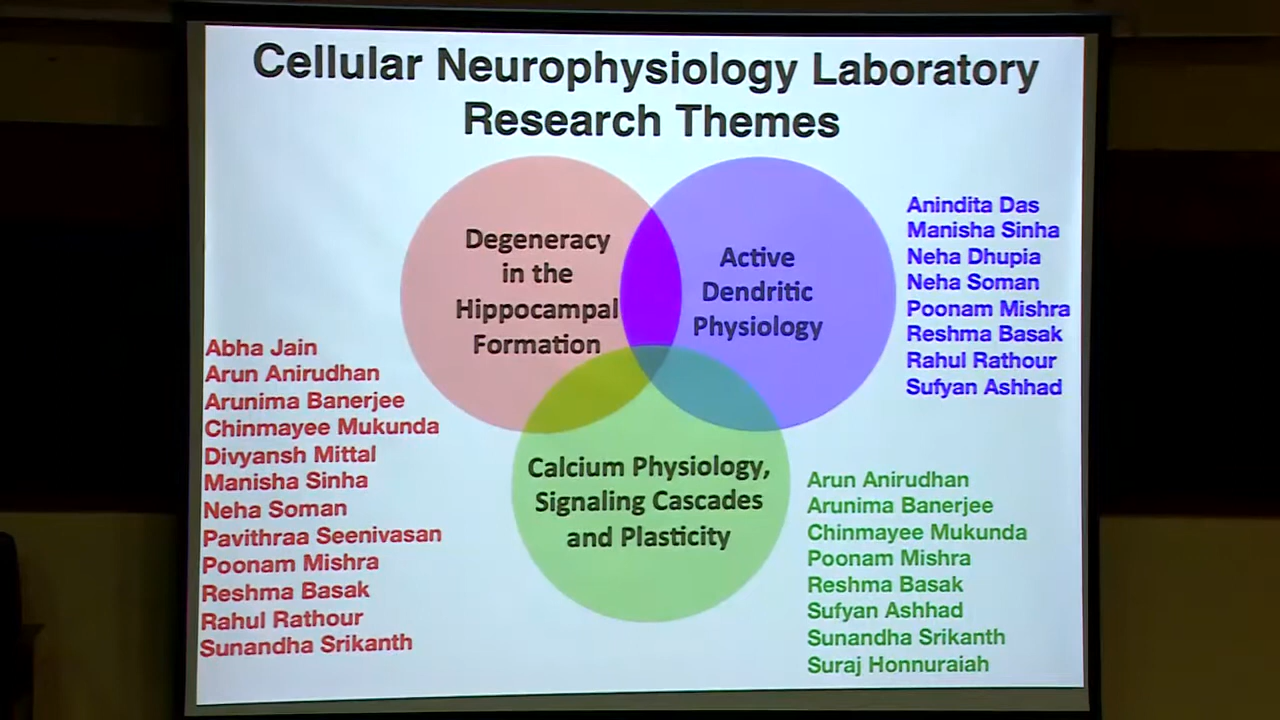 Cellular Neurophysiology Laboratory
Research Themes
Degeneracy
in the
Hippocampal
Formation
Active
Dendritic
Physiology
Calcium Physiology,
Signaling Cascades
and Plasticity
Abha Jain
Arun Anirudhan
Arunima Banerjee
Chinmayee Mukunda
Divyansh Mittal
Manisha Sinha
Neha Soman
Pavithraa Seenivasan
Poonam Mishra
Reshma Basak
Rahul Rathour
Sunandha Srikanth
Anindita Das
Manisha Sinha
Neha Dhupia
Neha Soman
Poonam Mishra
Reshma Basak
Rahul Rathour
Sufyan Ashhad
Arun Anirudhan
Arunima Banerjee
Chinmayee Mukunda
Poonam Mishra
Reshma Basak
Sufyan Ashhad
Sunandha Srikanth
Suraj Honnuraiah